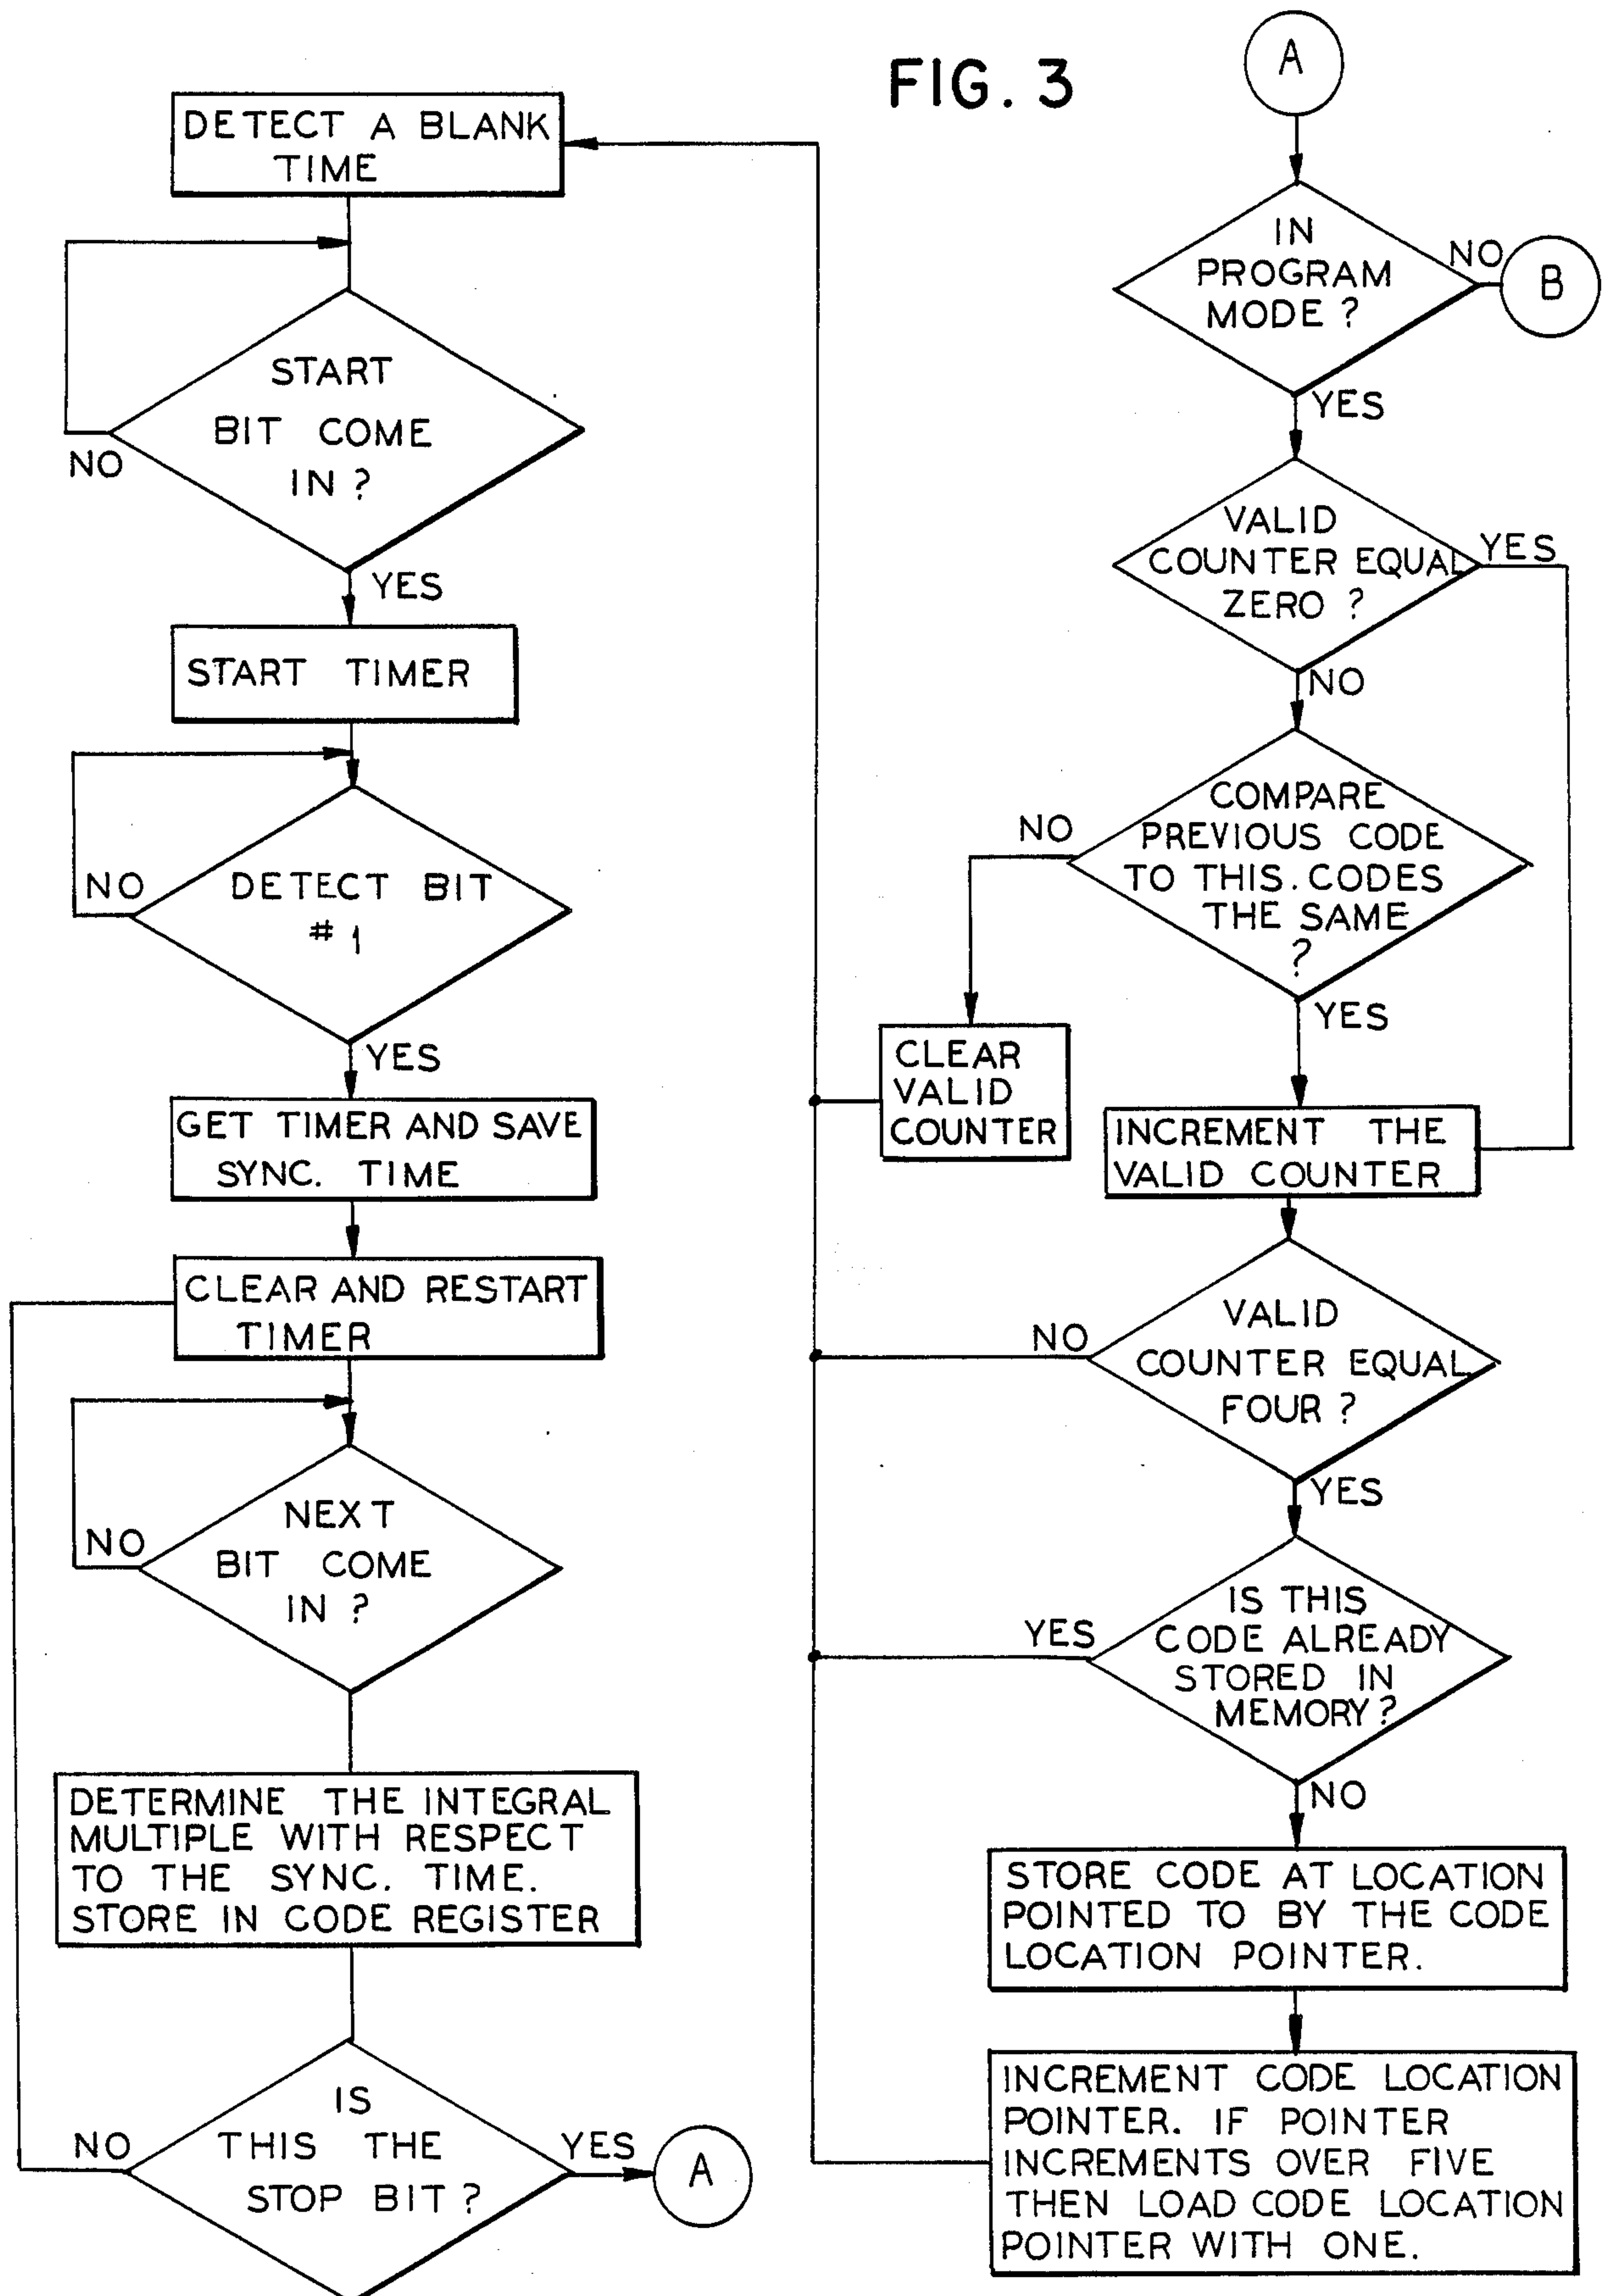 FIG. 3
DETECT A BLANK
TIME
START
BIT COME
IN ?
NO
YES
START TIMER
DETECT BIT
# 1
NO
YES
GET TIMER AND SAVE
SYNC. TIME
CLEAR AND RESTART
TIMER
NEXT
BIT COME
IN ?
NO
DETERMINE THE INTEGRAL
MULTIPLE WITH RESPECT
TO THE SYNC. TIME.
STORE IN CODE REGISTER
IS
THIS THE
STOP BIT ?
NO
YES
A
A
IN
PROGRAM
MODE ?
NO
B
YES
VALID
COUNTER EQUAL
ZERO ?
YES
NO
COMPARE
PREVIOUS CODE
TO THIS. CODES
THE SAME
?
NO
YES
CLEAR
VALID
COUNTER
INCREMENT THE
VALID COUNTER
VALID
COUNTER EQUAL
FOUR ?
NO
YES
IS THIS
CODE ALREADY
STORED IN
MEMORY ?
YES
NO
STORE CODE AT LOCATION
POINTED TO BY THE CODE
LOCATION POINTER.
INCREMENT CODE LOCATION
POINTER. IF POINTER
INCREMENTS OVER FIVE
THEN LOAD CODE LOCATION
POINTER WITH ONE.